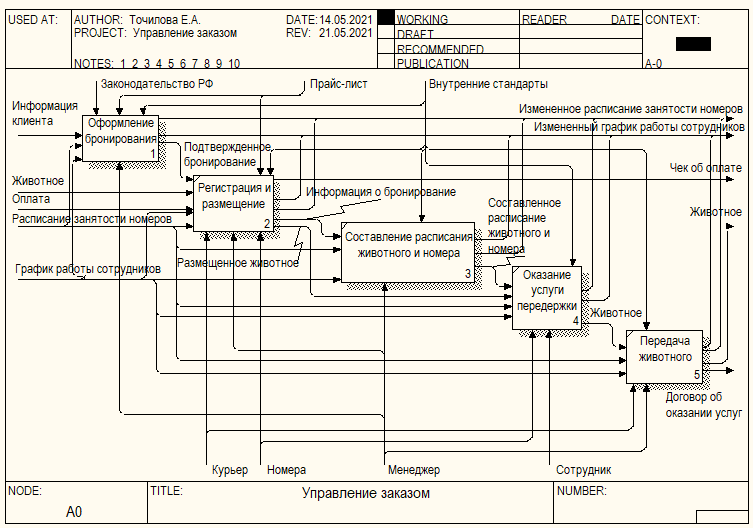 USED AT:
AUTHOR: Точилова Е.А.
DATE: 14.05.2021
WORKING
READER
DATE
CONTEXT:
PROJECT: Управление заказом
REV: 21.05.2021
DRAFT
RECOMMENDED
NOTES: 1 2 3 4 5 6 7 8 9 10
PUBLICATION
A-0
Законодательство РФ
Прайс-лист
Внутренние стандарты
Информация
клиента
Измененное расписание занятости номеров
Оформление
бронирования
1
Измененный график работы сотрудников
Подтвержденное
бронирование
Чек об оплате
Животное
Регистрация и
размещение
2
Информация о бронирование
Оплата
Составленное
расписание
животного и
номера
Животное
Расписание занятости номеров
Составление расписания
животного и номера
3
Размещенное животное
График работы сотрудников
Оказание
услуги
передержки
4
Животное
Передача
животного
5
Договор об
оказании услуг
Курьер
Номера
Менеджер
Сотрудник
NODE:
TITLE:
NUMBER:
A0
Управление заказом